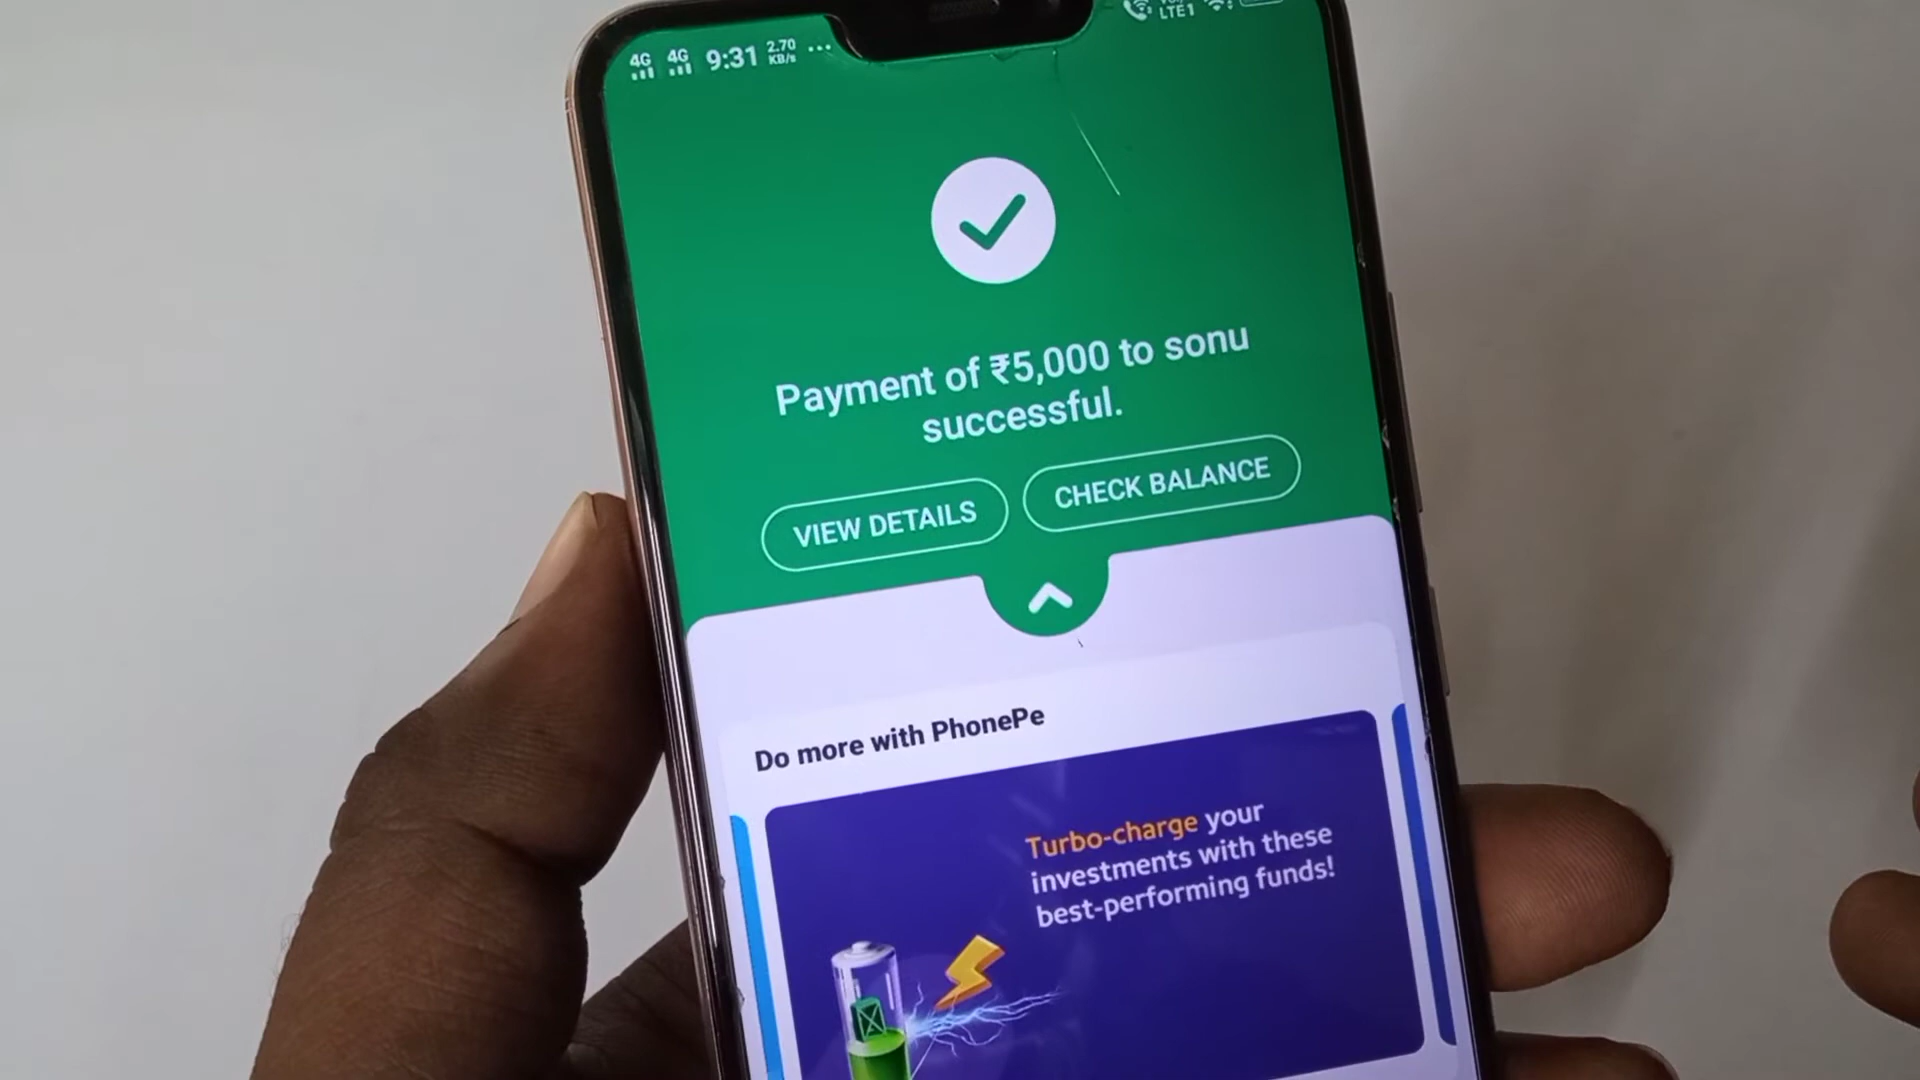 4G 4G 9:31 2.70 KB/s ...
LTE1
Payment of ₹5,000 to sonu
successful.
VIEW DETAILS
CHECK BALANCE
Do more with PhonePe
Turbo-charge your
investments with these
best-performing funds!